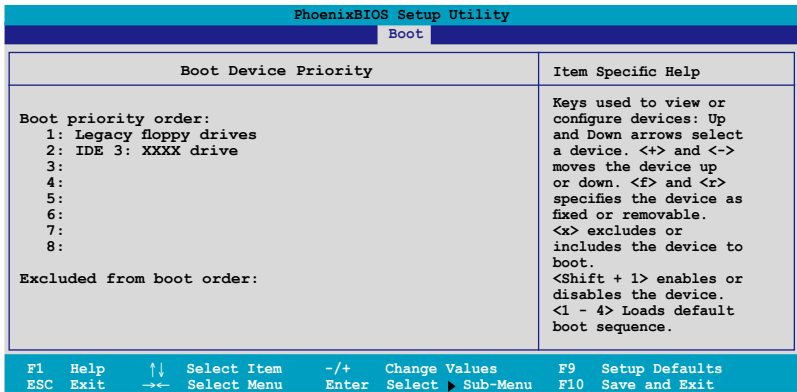 PhoenixBIOS Setup Utility
Boot
Boot Device Priority
Boot priority order:
1: Legacy floppy drives
2: IDE 3: XXXX drive
3:
4:
5:
6:
7:
8:
Excluded from boot order:
Item Specific Help
Keys used to view or
configure devices: Up
and Down arrows select
a device. <+> and <->
moves the device up
or down. <f> and <r>
specifies the device as
fixed or removable.
<x> excludes or
includes the device to
boot.
<Shift + 1> enables or
disables the device.
<1 - 4> Loads default
boot sequence.
F1 Help ↑↓ Select Item -/+ Change Values F9 Setup Defaults
ESC Exit →← Select Menu Enter Select ▶ Sub-Menu F10 Save and Exit